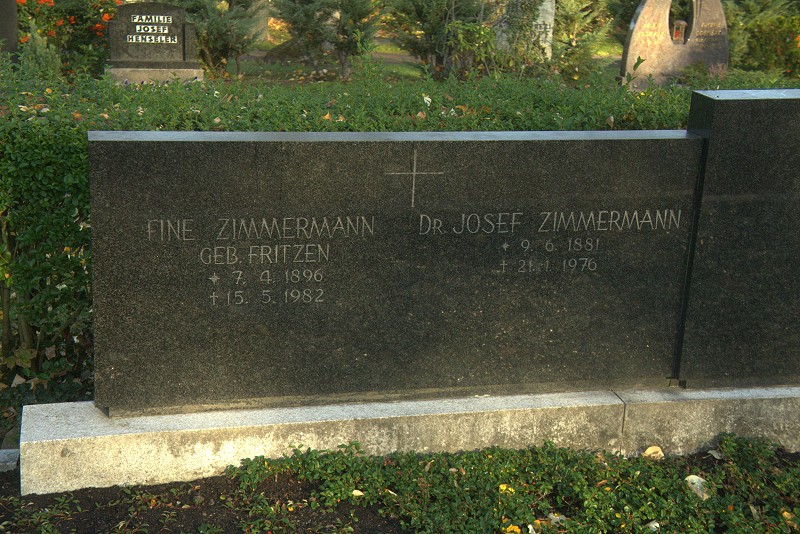 FAMILIE
JOSEF
HENSELER
FINE ZIMMERMANN
GEB. FRITZEN
* 7. 4. 1896
† 15. 5. 1982
DR. JOSEF ZIMMERMANN
* 9. 6. 1881
† 21. 1. 1976